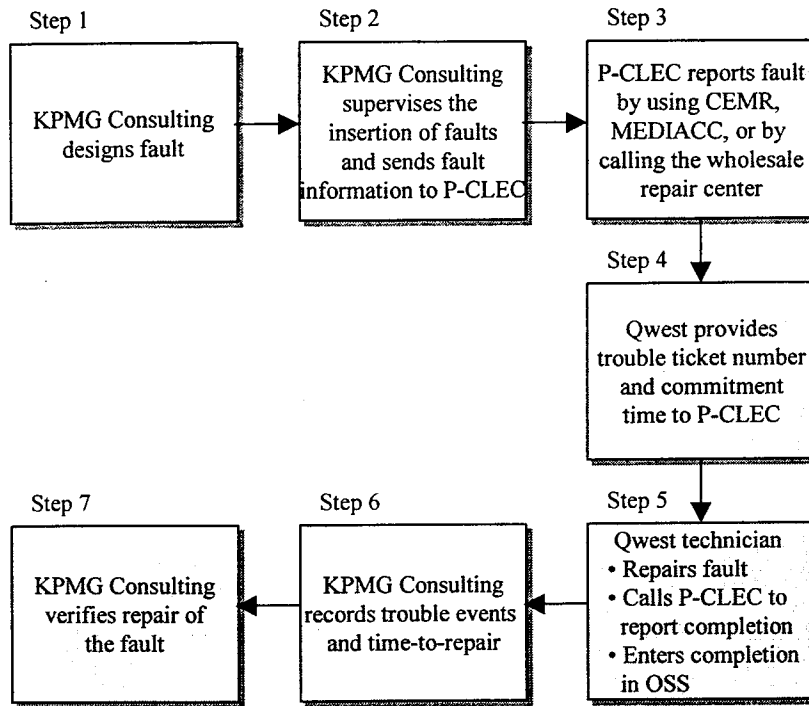 Step 1
KPMG Consulting
designs fault
Step 2
KPMG Consulting
supervises the
insertion of faults
and sends fault
information to P-CLEC
Step 3
P-CLEC reports fault
by using CEMR,
MEDIACC, or by
calling the wholesale
repair center
Step 4
Qwest provides
trouble ticket number
and commitment
time to P-CLEC
Step 5
Qwest technician
• Repairs fault
• Calls P-CLEC to
report completion
• Enters completion
in OSS
Step 6
KPMG Consulting
records trouble events
and time-to-repair
Step 7
KPMG Consulting
verifies repair of
the fault